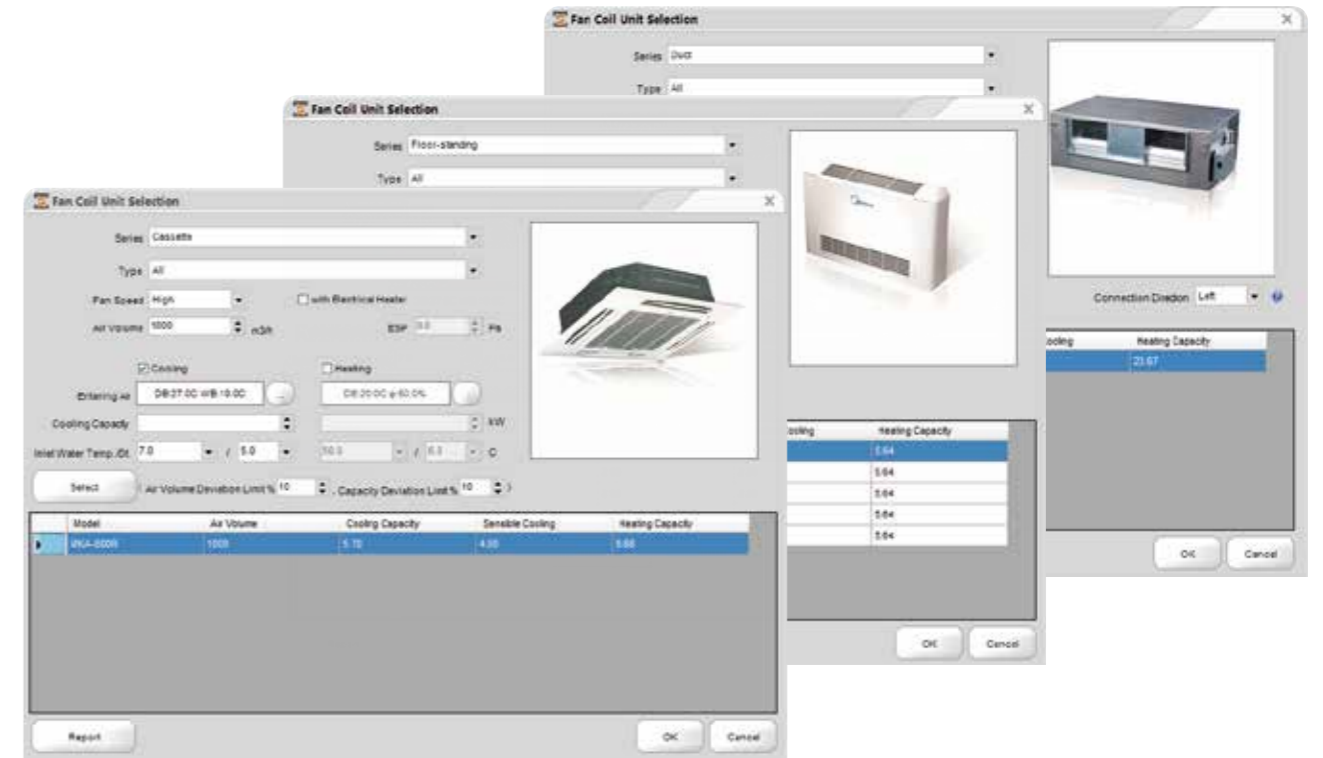 Fan Coil Unit Selection
Series Duct
Type All
Connection Direction Left
Heating Capacity
23.67
OK Cancel
Fan Coil Unit Selection
Series Floor-standing
Type All
Midea
Cooling Heating Capacity
5.64
5.64
5.64
5.64
5.64
OK Cancel
Fan Coil Unit Selection
Series Cassette
Type All
Fan Speed High with Electrical Heater
Air Volume 1000 m3/h ESP 0.0 Pa
Cooling Heating
Entering Air DB:27.0C WB:19.0C ... DB:20.0C φ:50.0%
Cooling Capacity kW
Inlet Water Temp./Dt. 7.0 / 5.0 C
Select ( Air Volume Deviation Limit % 10 , Capacity Deviation Limit % 10 )
Model Air Volume Cooling Capacity Sensible Cooling Heating Capacity
1000 5.70
Report OK Cancel